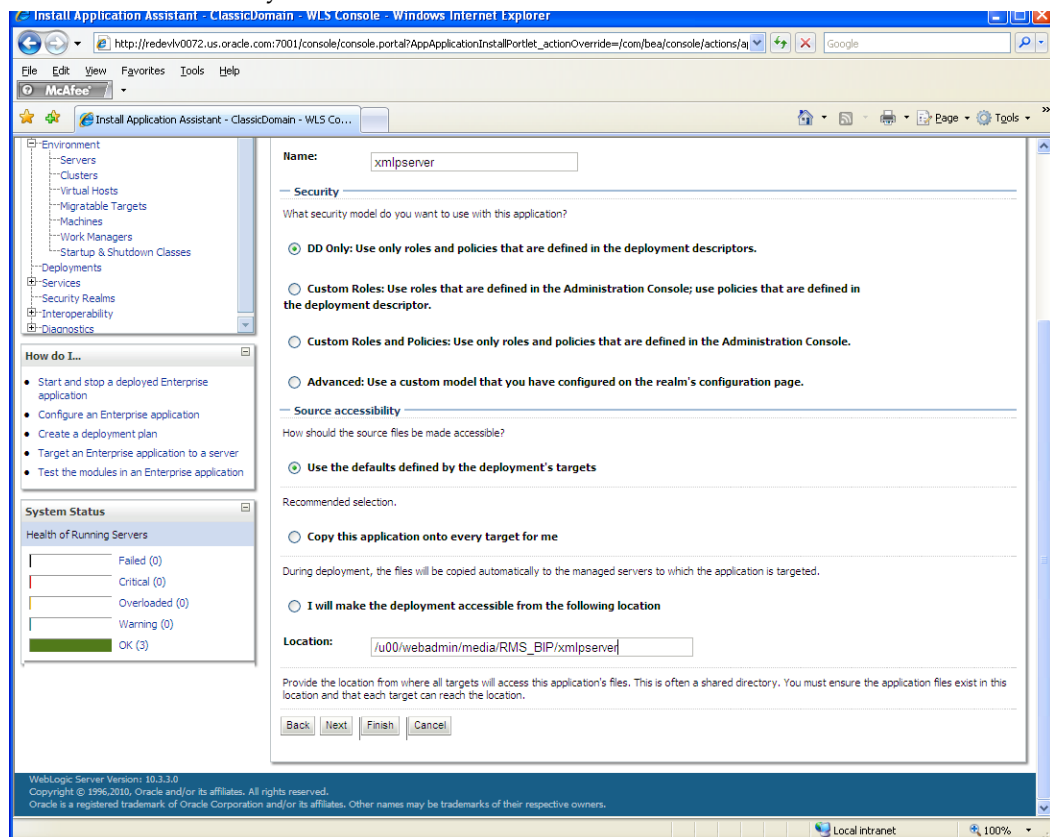 Install Application Assistant - ClassicDomain - WLS Console - Windows Internet Explorer
http://redevlv0072.us.oracle.com:7001/console/console.portal?AppApplicationInstallPortlet_actionOverride=/com/bea/console/actions/a
Google
File Edit View Favorites Tools Help
McAfee
Install Application Assistant - ClassicDomain - WLS Co...
Page Tools
Environment
Servers
Clusters
Virtual Hosts
Migratable Targets
Machines
Work Managers
Startup & Shutdown Classes
Deployments
Services
Security Realms
Interoperability
Diagnostics
How do I...
Start and stop a deployed Enterprise
application
Configure an Enterprise application
Create a deployment plan
Target an Enterprise application to a server
Test the modules in an Enterprise application
System Status
Health of Running Servers
Failed (0)
Critical (0)
Overloaded (0)
Warning (0)
OK (3)
Name: xmlpserver
Security
What security model do you want to use with this application?
DD Only: Use only roles and policies that are defined in the deployment descriptors.
Custom Roles: Use roles that are defined in the Administration Console; use policies that are defined in
the deployment descriptor.
Custom Roles and Policies: Use only roles and policies that are defined in the Administration Console.
Advanced: Use a custom model that you have configured on the realm's configuration page.
Source accessibility
How should the source files be made accessible?
Use the defaults defined by the deployment's targets
Recommended selection.
Copy this application onto every target for me
During deployment, the files will be copied automatically to the managed servers to which the application is targeted.
I will make the deployment accessible from the following location
Location: /u00/webadmin/media/RMS_BIP/xmlpserver
Provide the location from where all targets will access this application's files. This is often a shared directory. You must ensure the application files exist in this
location and that each target can reach the location.
Back Next Finish Cancel
WebLogic Server Version: 10.3.3.0
Copyright © 1996,2010, Oracle and/or its affiliates. All rights reserved.
Oracle is a registered trademark of Oracle Corporation and/or its affiliates. Other names may be trademarks of their respective owners.
Local intranet 100%